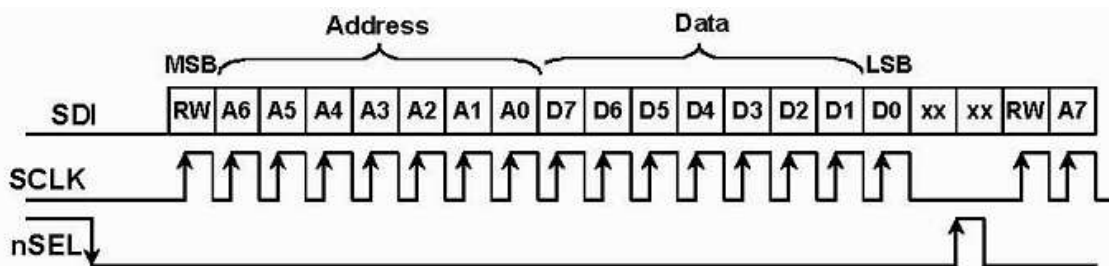 Address Data
MSB LSB
SDI RW A6 A5 A4 A3 A2 A1 A0 D7 D6 D5 D4 D3 D2 D1 D0 xx xx RW A7
SCLK
nSEL